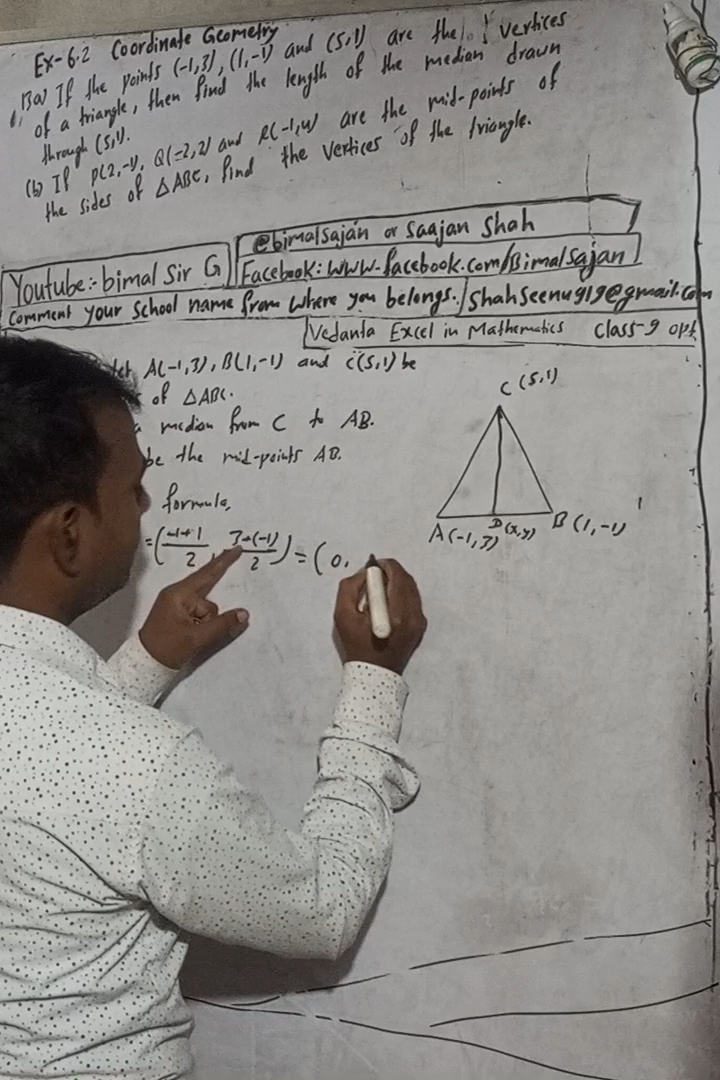 Ex-6.2 Coordinate Geometry
13a) If the points (-1,3), (1,-1) and (5,1) are the vertices
of a triangle, then find the length of the median drawn
through (5,1).
(b) If P(2,-1), Q(-2,2) and R(-1,4) are the mid-points of
the sides of △ABC, find the vertices of the triangle.
@bimalsajan or Saajan Shah
Youtube:- bimal Sir G
Facebook: www.facebook.com/Bimalsajan
Comment your School name from where you belongs.
Shahseenu919@gmail.com
Vedanta Excel in Mathematics Class-9 opt
let A(-1,3), B(1,-1) and C(5,1) be
of △ABC.
a median from C to AB.
be the mid-points AB.
formula,
=(-1+1/2, 3+(-1)/2) = (0,
C (5,1)
A(-1,3) D(x,y) B (1,-1)